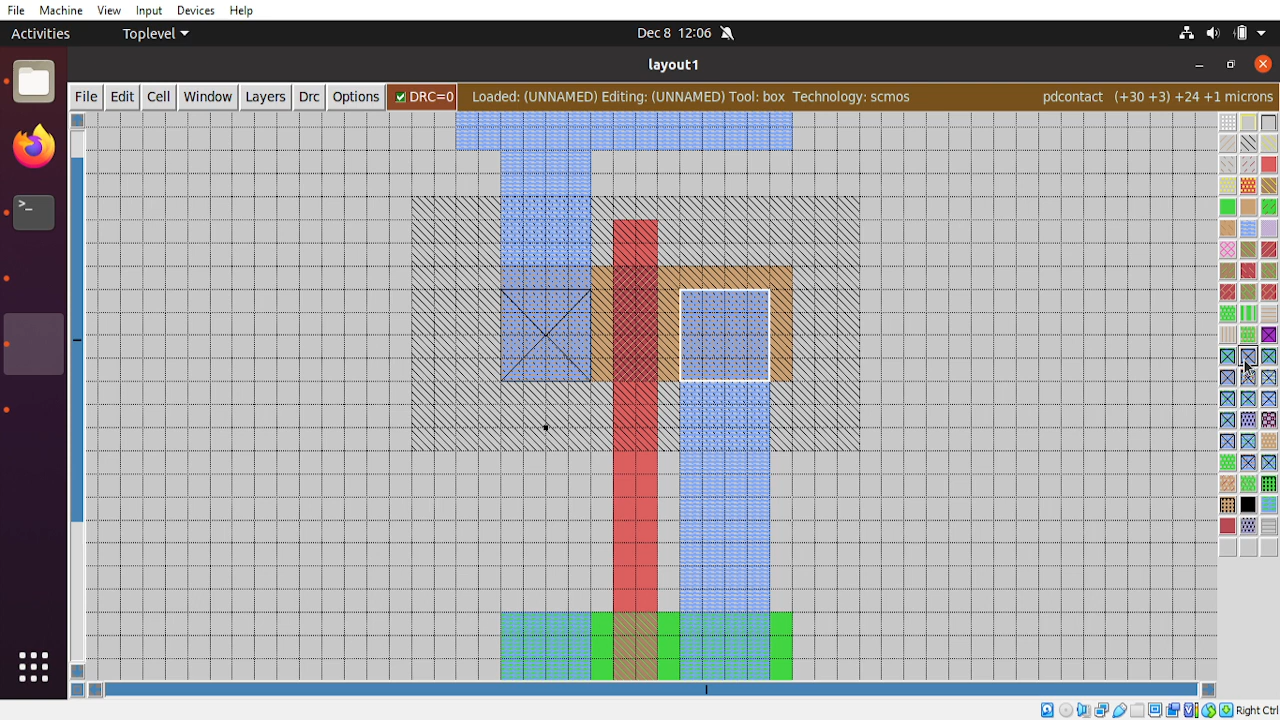 File Machine View Input Devices Help
Activities Toplevel Dec 8 12:06
layout1
File Edit Cell Window Layers Drc Options DRC=0 Loaded: (UNNAMED) Editing: (UNNAMED) Tool: box Technology: scmos pdcontact (+30 +3) +24 +1 microns
>_
Right Ctrl